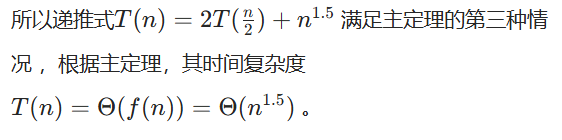 所以递推式T(n) = 2T(n/2) + n^1.5 满足主定理的第三种情
况 ，根据主定理，其时间复杂度
T(n) = Θ(f(n)) = Θ(n^1.5) 。